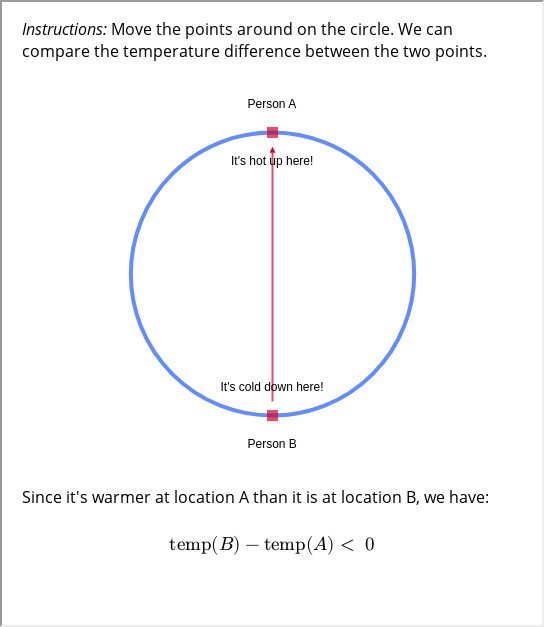 Instructions: Move the points around on the circle. We can
compare the temperature difference between the two points.
Person A
It's hot up here!
It's cold down here!
Person B
Since it's warmer at location A than it is at location B, we have:
temp(B) − temp(A) < 0